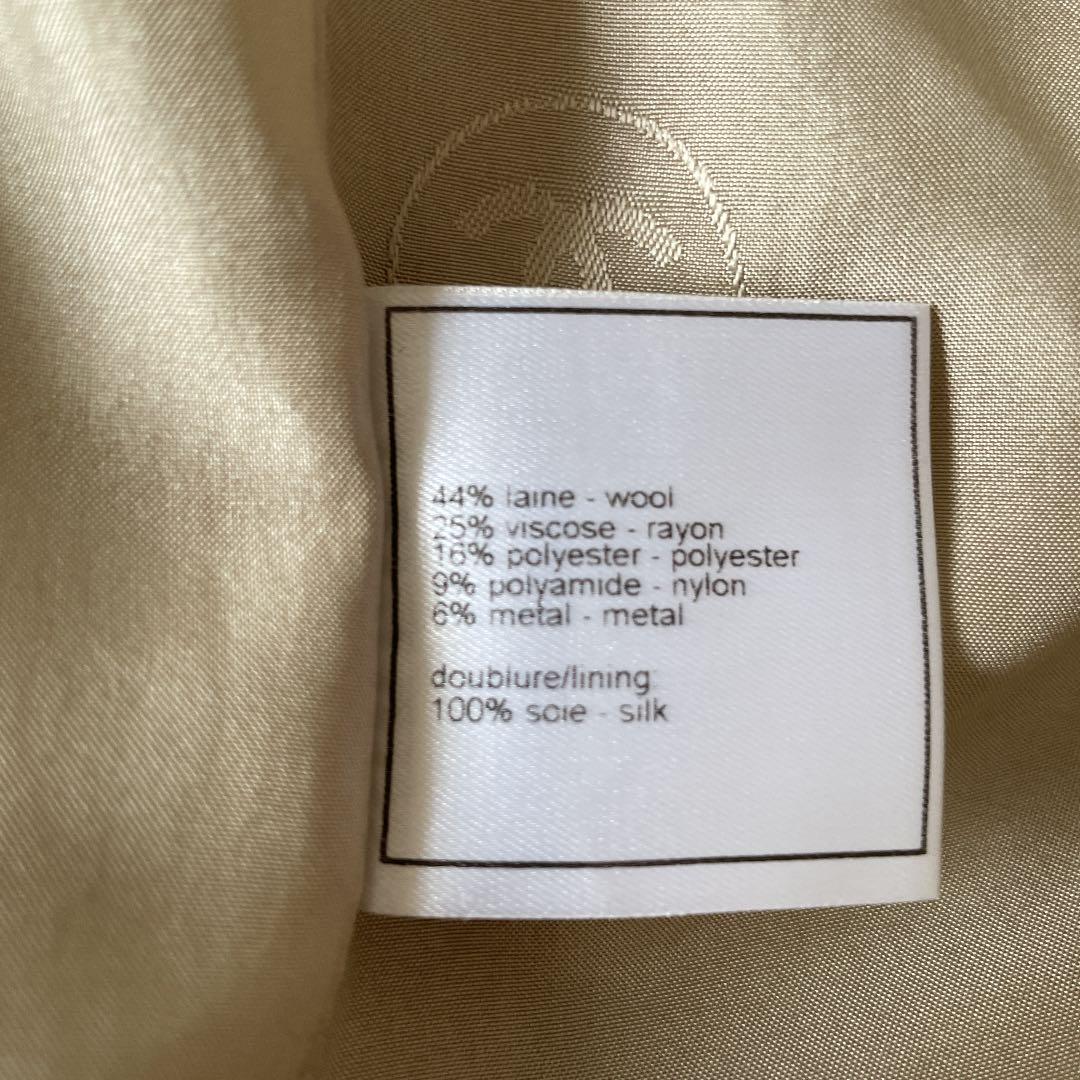 44% laine - wool
25% viscose - rayon
16% polyester - polyester
9% polyamide - nylon
6% metal - metal
doublure/lining
100% soie - silk